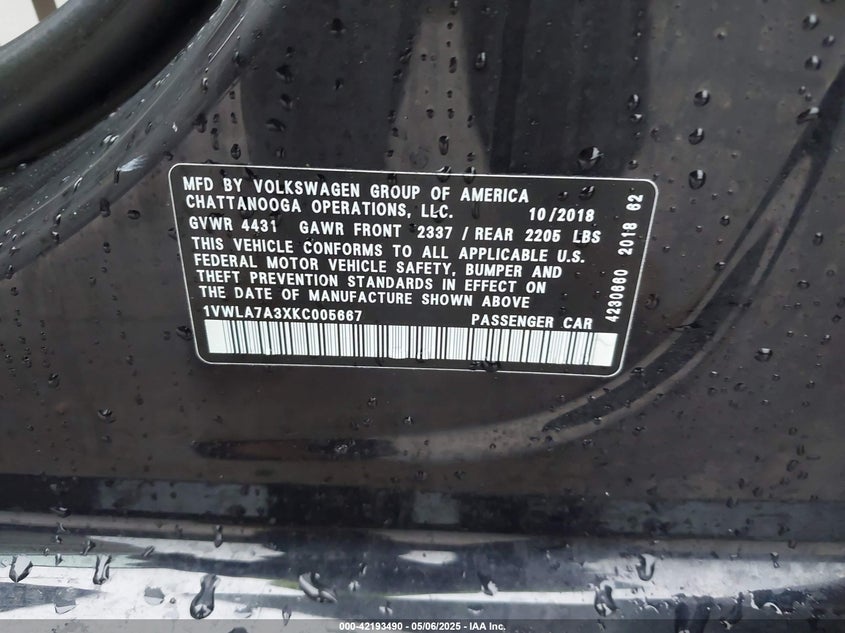 MFD BY VOLKSWAGEN GROUP OF AMERICA
CHATTANOOGA OPERATIONS, LLC. 10/2018
GVWR 4431 GAWR FRONT 2337 / REAR 2205 LBS
THIS VEHICLE CONFORMS TO ALL APPLICABLE U.S.
FEDERAL MOTOR VEHICLE SAFETY, BUMPER AND
THEFT PREVENTION STANDARDS IN EFFECT ON
THE DATE OF MANUFACTURE SHOWN ABOVE
1VWLA7A3XKC005667 PASSENGER CAR
4290660 2018 62
000-42193490 - 05/06/2025 - IAA Inc.